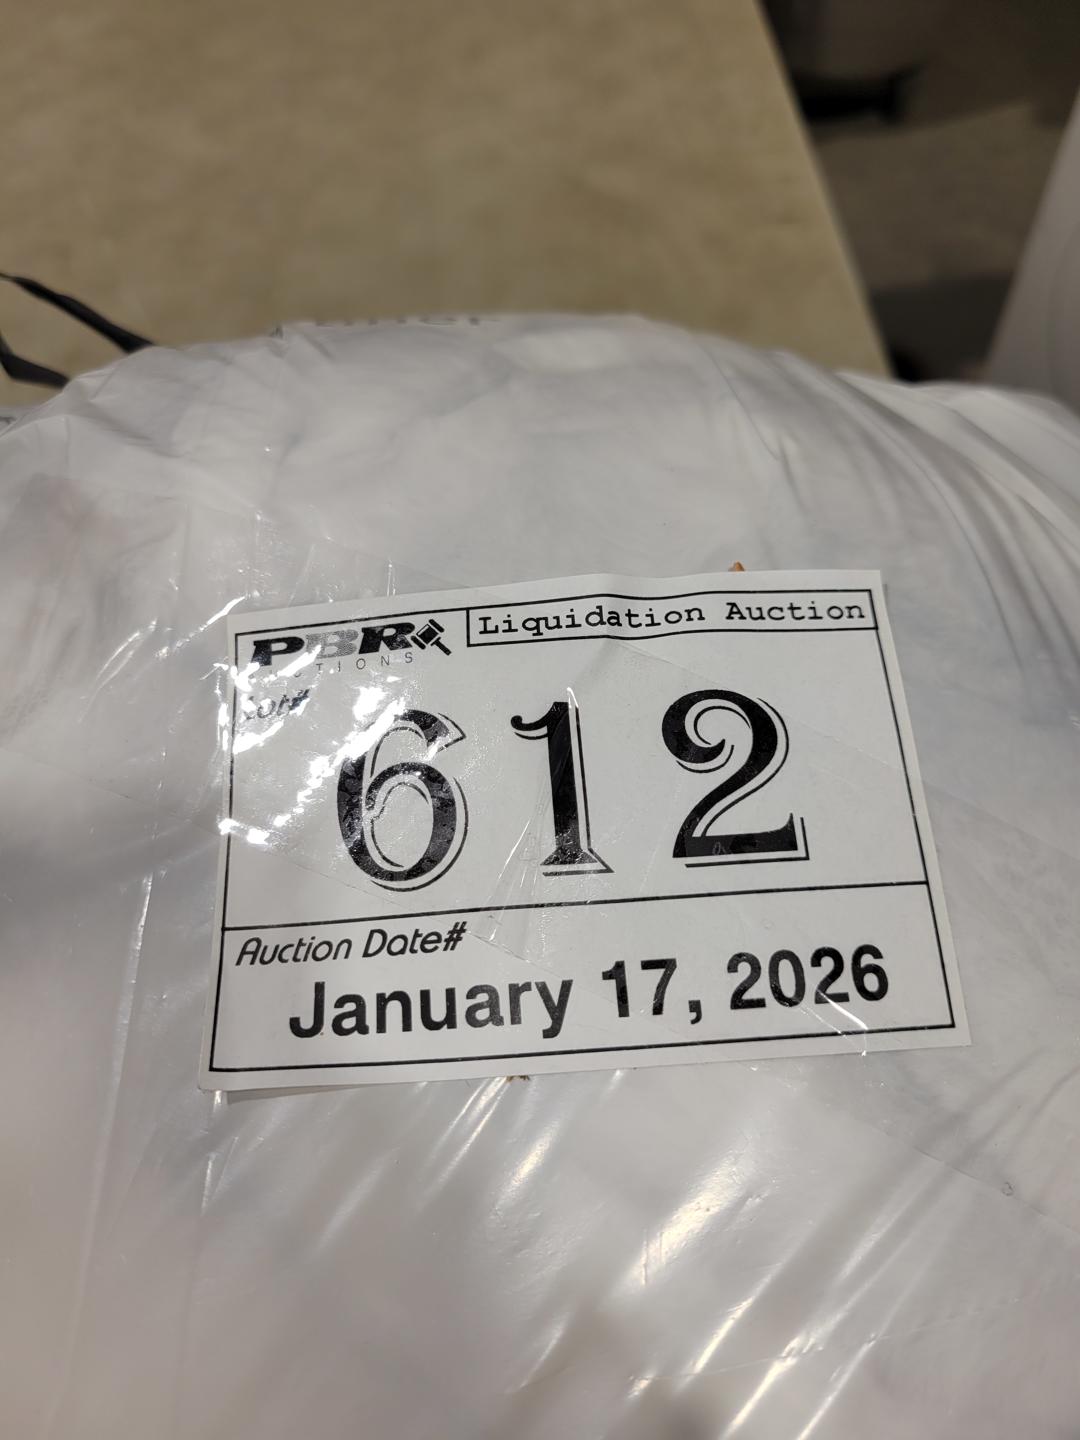 PBR
AUCTIONS
Liquidation Auction
Lot#
612
Auction Date#
January 17, 2026